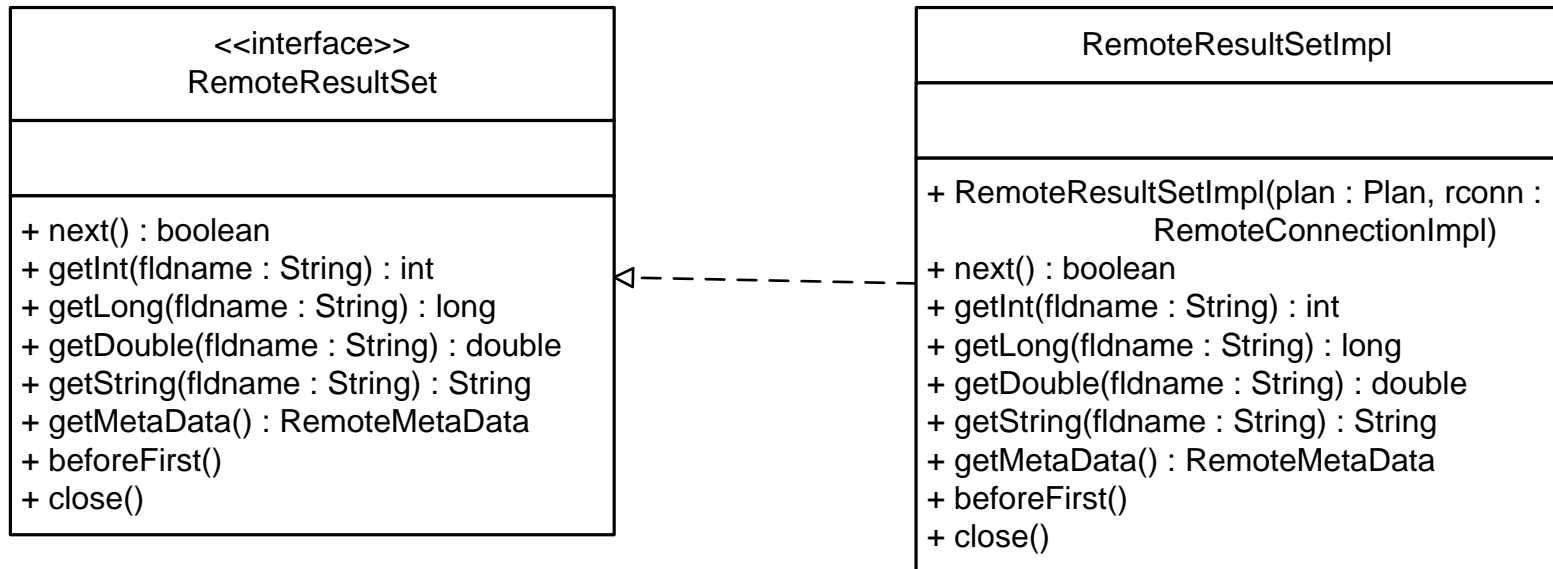 <<interface>>
RemoteResultSet
+ next() : boolean
+ getInt(fldname : String) : int
+ getLong(fldname : String) : long
+ getDouble(fldname : String) : double
+ getString(fldname : String) : String
+ getMetaData() : RemoteMetaData
+ beforeFirst()
+ close()
RemoteResultSetImpl
+ RemoteResultSetImpl(plan : Plan, rconn :
RemoteConnectionImpl)
+ next() : boolean
+ getInt(fldname : String) : int
+ getLong(fldname : String) : long
+ getDouble(fldname : String) : double
+ getString(fldname : String) : String
+ getMetaData() : RemoteMetaData
+ beforeFirst()
+ close()